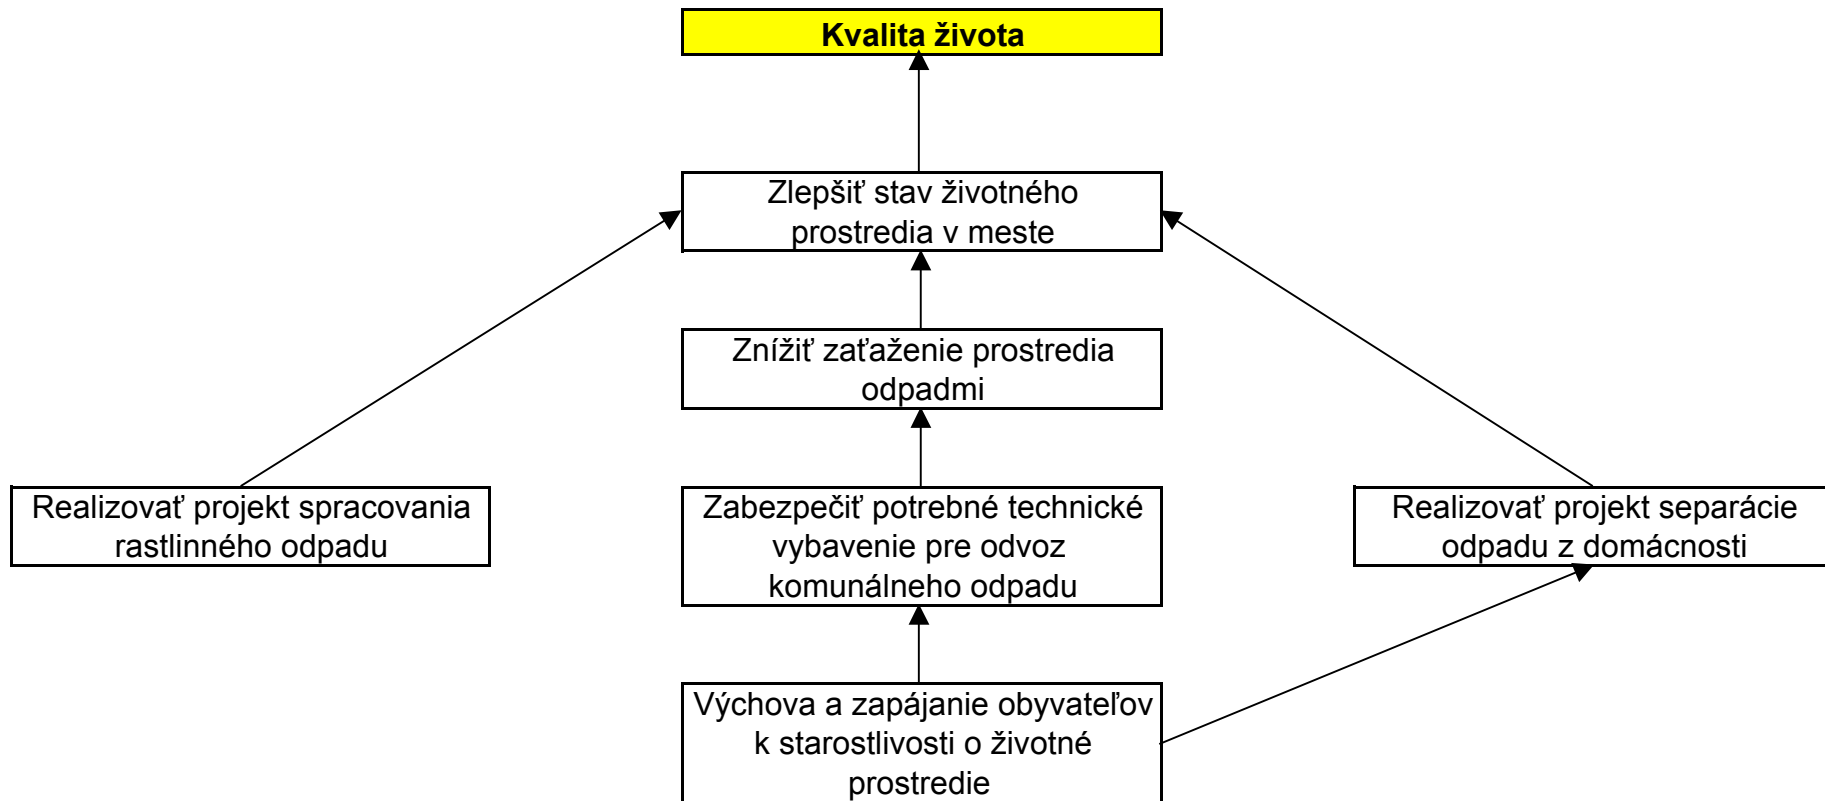 Kvalita života
Zlepšiť stav životného
prostredia v meste
Znížiť zaťaženie prostredia
odpadmi
Realizovať projekt spracovania
rastlinného odpadu
Zabezpečiť potrebné technické
vybavenie pre odvoz
komunálneho odpadu
Realizovať projekt separácie
odpadu z domácnosti
Výchova a zapájanie obyvateľov
k starostlivosti o životné
prostredie